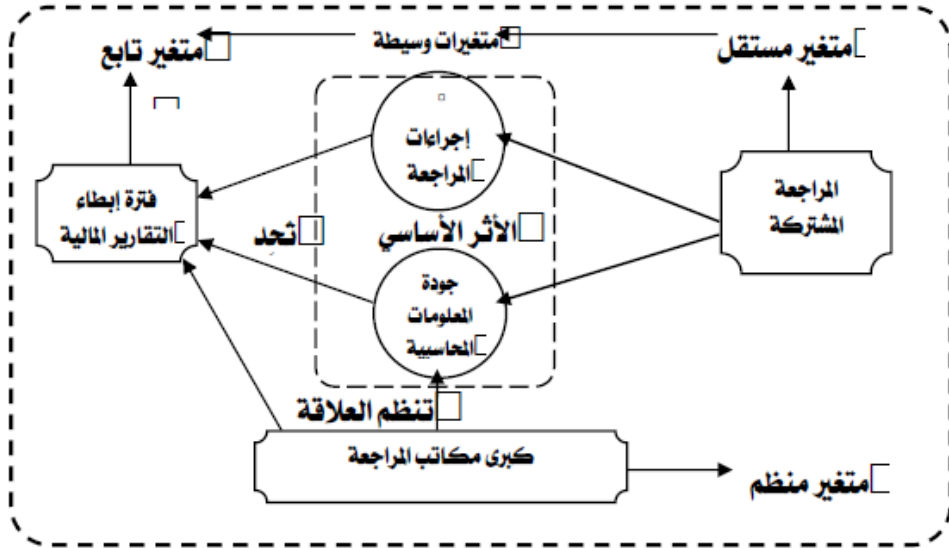 متغير مستقل
متغيرات وسيطة
متغير تابع
إجراءات
المراجعة
المراجعة
المشتركة
فترة إبطاء
التقارير المالية
الأثر الأساسي
تحِد
جودة
المعلومات
المحاسبية
تنظم العلاقة
كبرى مكاتب المراجعة
متغير منظم